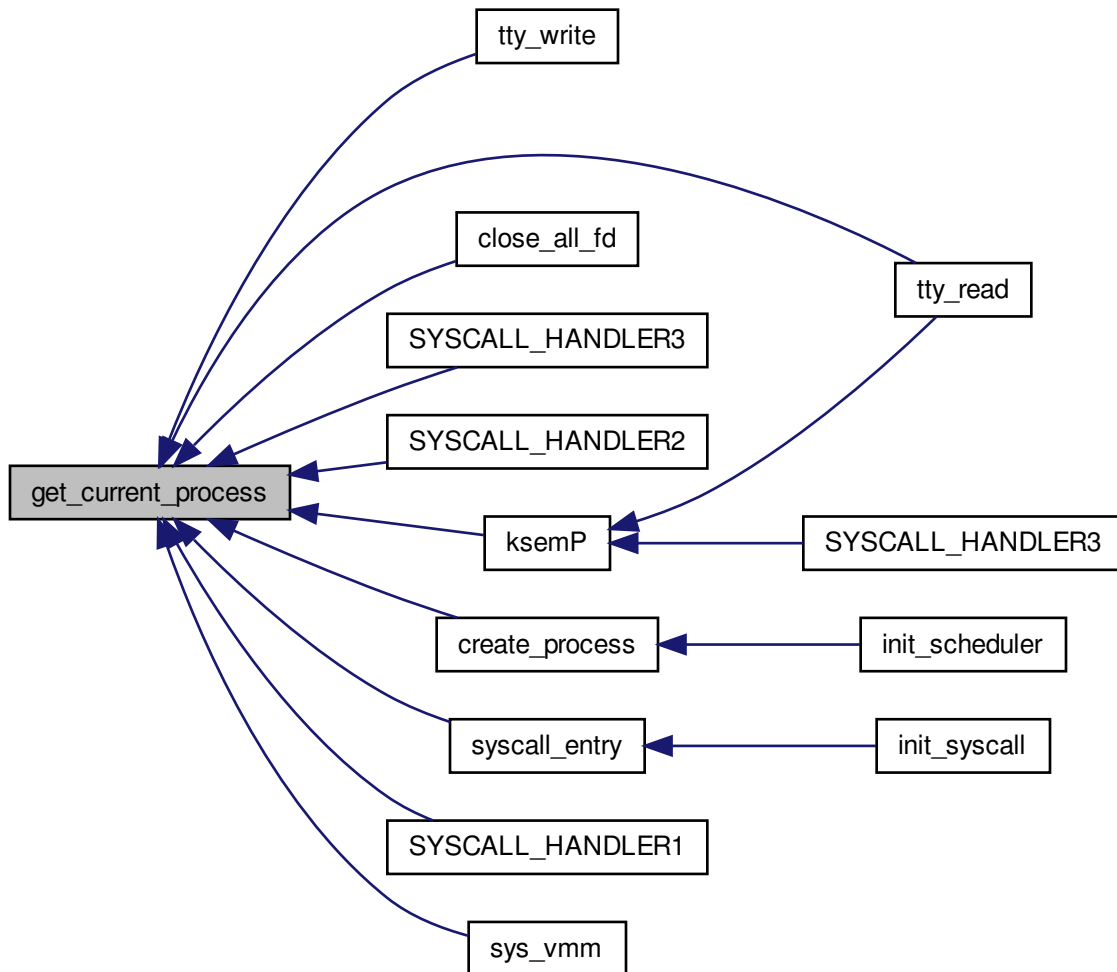 tty_write
close_all_fd
tty_read
SYSCALL_HANDLER3
SYSCALL_HANDLER2
get_current_process
ksemP
SYSCALL_HANDLER3
create_process
init_scheduler
syscall_entry
init_syscall
SYSCALL_HANDLER1
sys_vmm